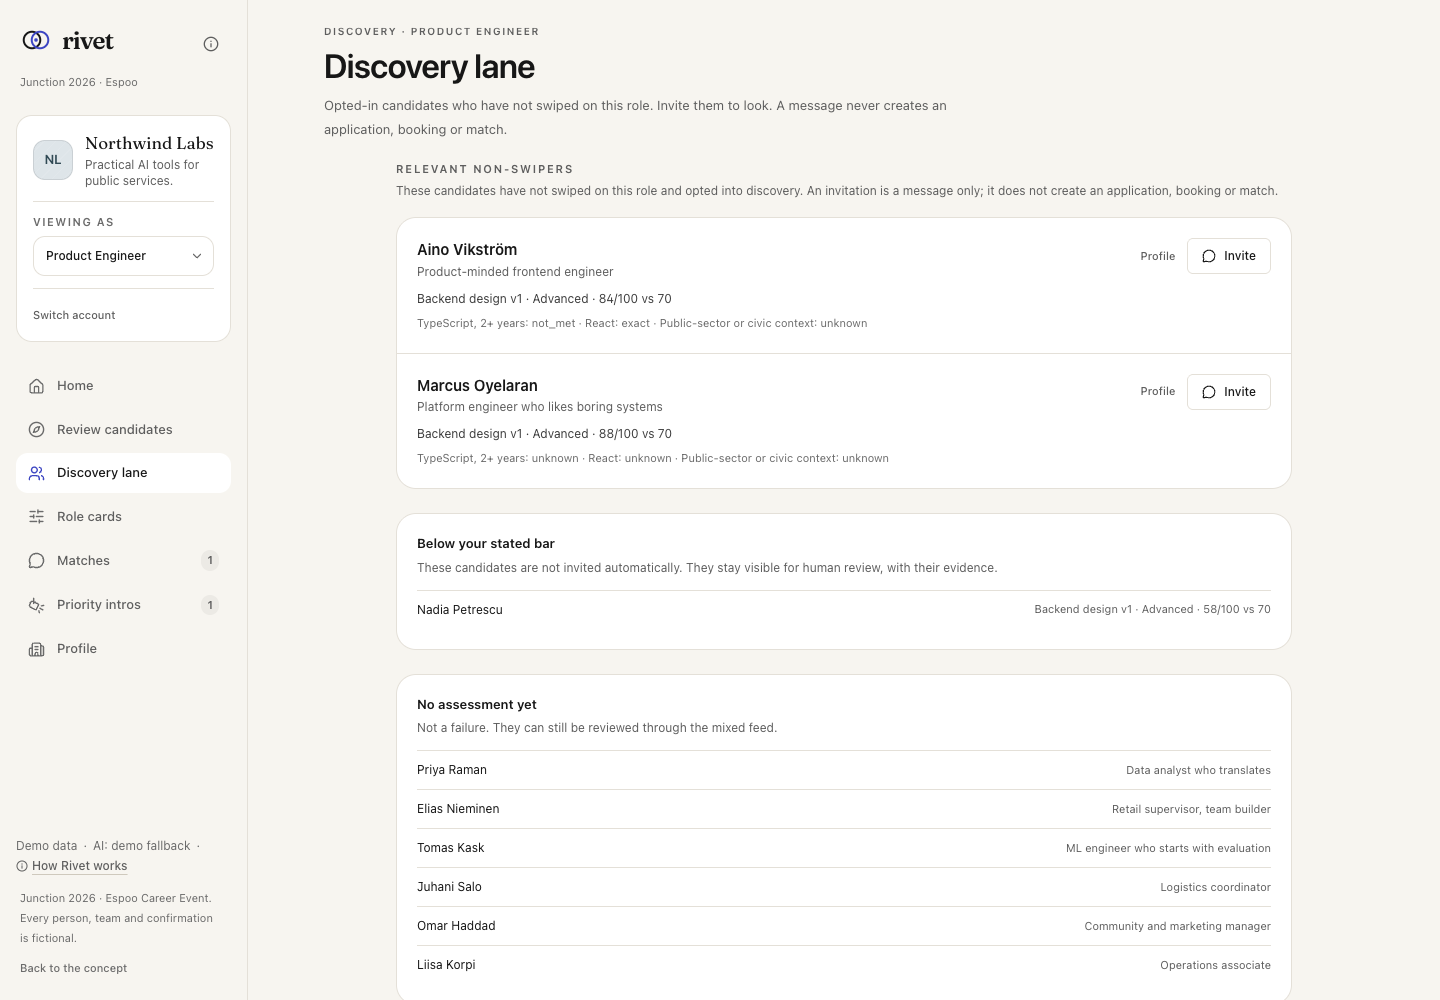 rivet
Junction 2026 · Espoo
NL
Northwind Labs
Practical AI tools for
public services.
VIEWING AS
Product Engineer
Switch account
Home
Review candidates
Discovery lane
Role cards
Matches 1
Priority intros 1
Profile
Demo data · AI: demo fallback ·
How Rivet works
Junction 2026 · Espoo Career Event.
Every person, team and confirmation
is fictional.
Back to the concept
DISCOVERY · PRODUCT ENGINEER
Discovery lane
Opted-in candidates who have not swiped on this role. Invite them to look. A message never creates an
application, booking or match.
RELEVANT NON-SWIPERS
These candidates have not swiped on this role and opted into discovery. An invitation is a message only; it does not create an application, booking or match.
Aino Vikström
Profile Invite
Product-minded frontend engineer
Backend design v1 · Advanced · 84/100 vs 70
TypeScript, 2+ years: not_met · React: exact · Public-sector or civic context: unknown
Marcus Oyelaran
Profile Invite
Platform engineer who likes boring systems
Backend design v1 · Advanced · 88/100 vs 70
TypeScript, 2+ years: unknown · React: unknown · Public-sector or civic context: unknown
Below your stated bar
These candidates are not invited automatically. They stay visible for human review, with their evidence.
Nadia Petrescu Backend design v1 · Advanced · 58/100 vs 70
No assessment yet
Not a failure. They can still be reviewed through the mixed feed.
Priya Raman Data analyst who translates
Elias Nieminen Retail supervisor, team builder
Tomas Kask ML engineer who starts with evaluation
Juhani Salo Logistics coordinator
Omar Haddad Community and marketing manager
Liisa Korpi Operations associate